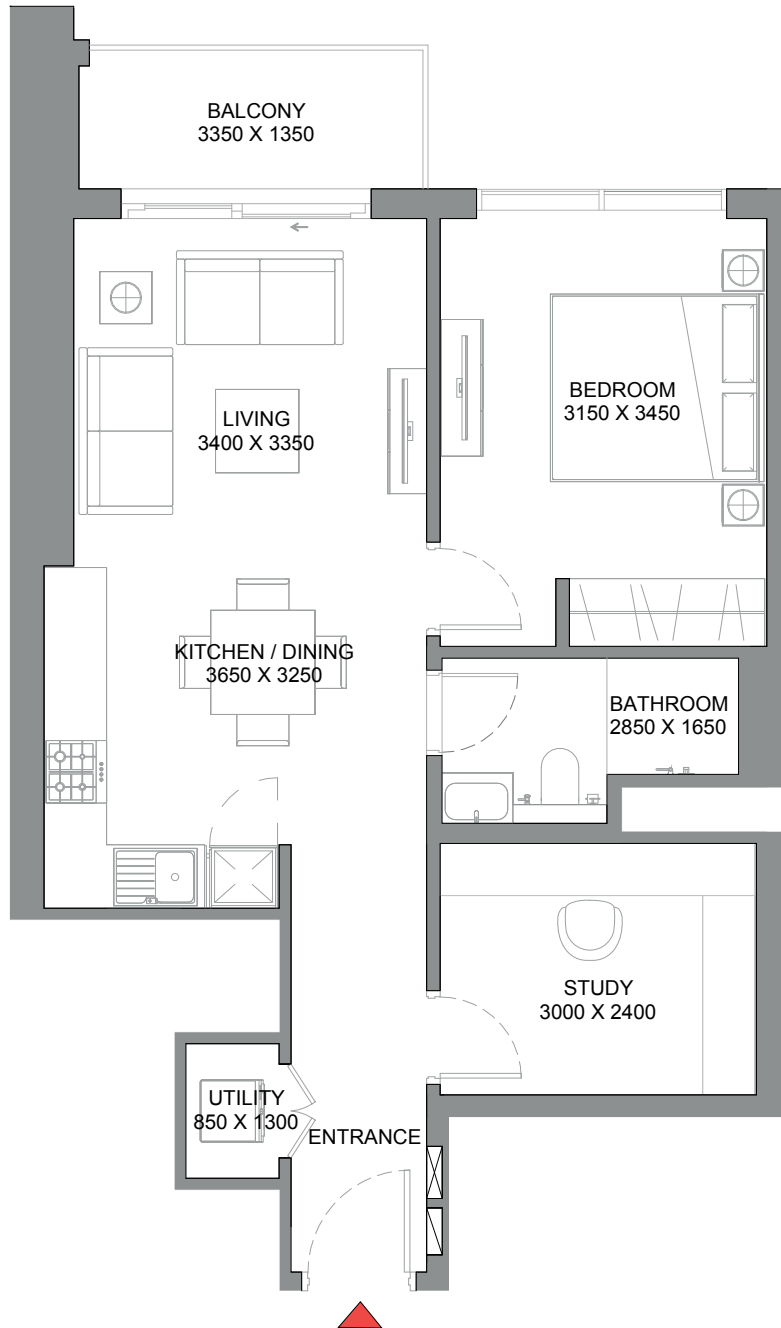 BALCONY
3350 X 1350
LIVING
3400 X 3350
BEDROOM
3150 X 3450
KITCHEN / DINING
3650 X 3250
BATHROOM
2850 X 1650
STUDY
3000 X 2400
UTILITY
850 X 1300
ENTRANCE